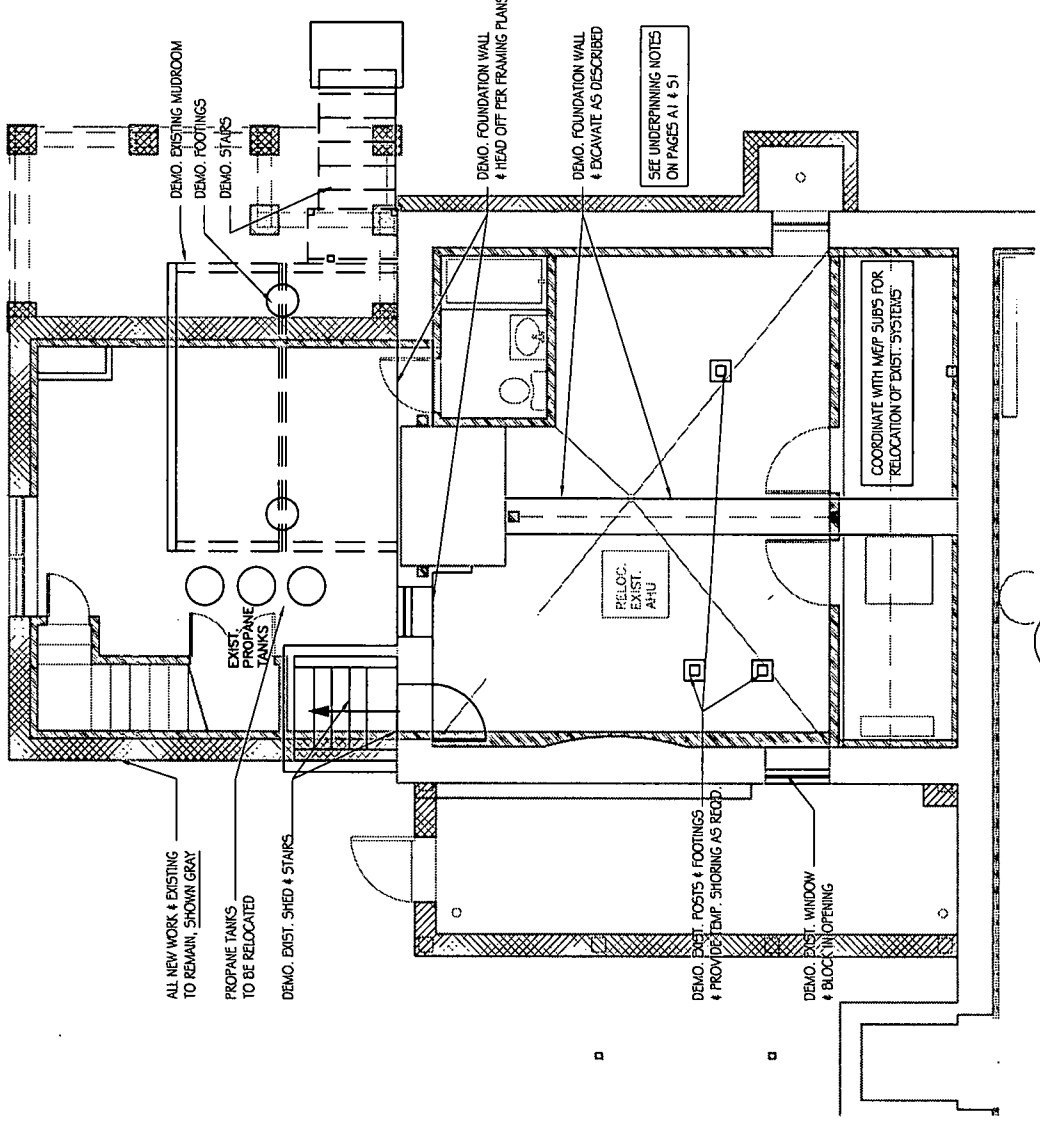 DEMO. EXISTING MUDROOM
DEMO. FOOTINGS
DEMO. STAIRS
DEMO. FOUNDATION WALL
& HEAD OFF PER FRAMING PLANS
DEMO. FOUNDATION WALL
& EXCAVATE AS DESCRIBED
SEE UNDERPINNING NOTES
ON PAGES A1 & S1
COORDINATE WITH M/E/P SUBS FOR
RELOCATION OF EXIST. SYSTEMS
RELOC.
EXIST.
AHU
EXIST.
PROPANE
TANKS
ALL NEW WORK & EXISTING
TO REMAIN, SHOWN GRAY
PROPANE TANKS
TO BE RELOCATED
DEMO. EXIST. SHED & STAIRS
DEMO. EXIST. POSTS & FOOTINGS
& PROVIDE TEMP. SHORING AS REQ'D.
DEMO. EXIST. WINDOW
& BLOCK IN OPENING